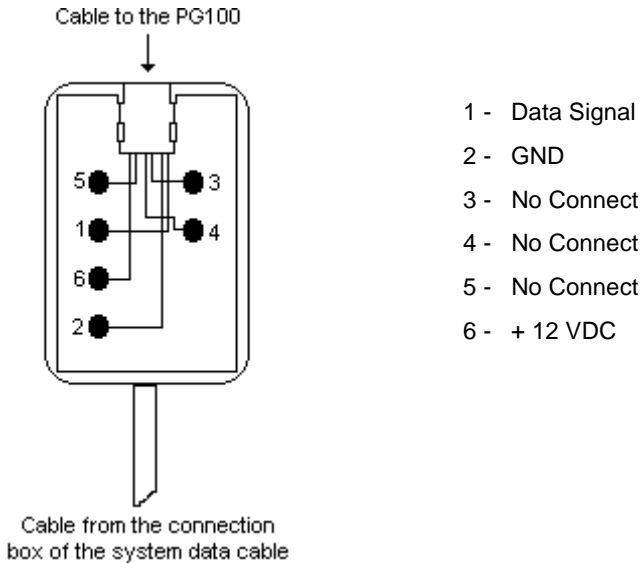 Cable to the PG100
5
3
1
4
6
2
1 - Data Signal
2 - GND
3 - No Connect
4 - No Connect
5 - No Connect
6 - + 12 VDC
Cable from the connection
box of the system data cable